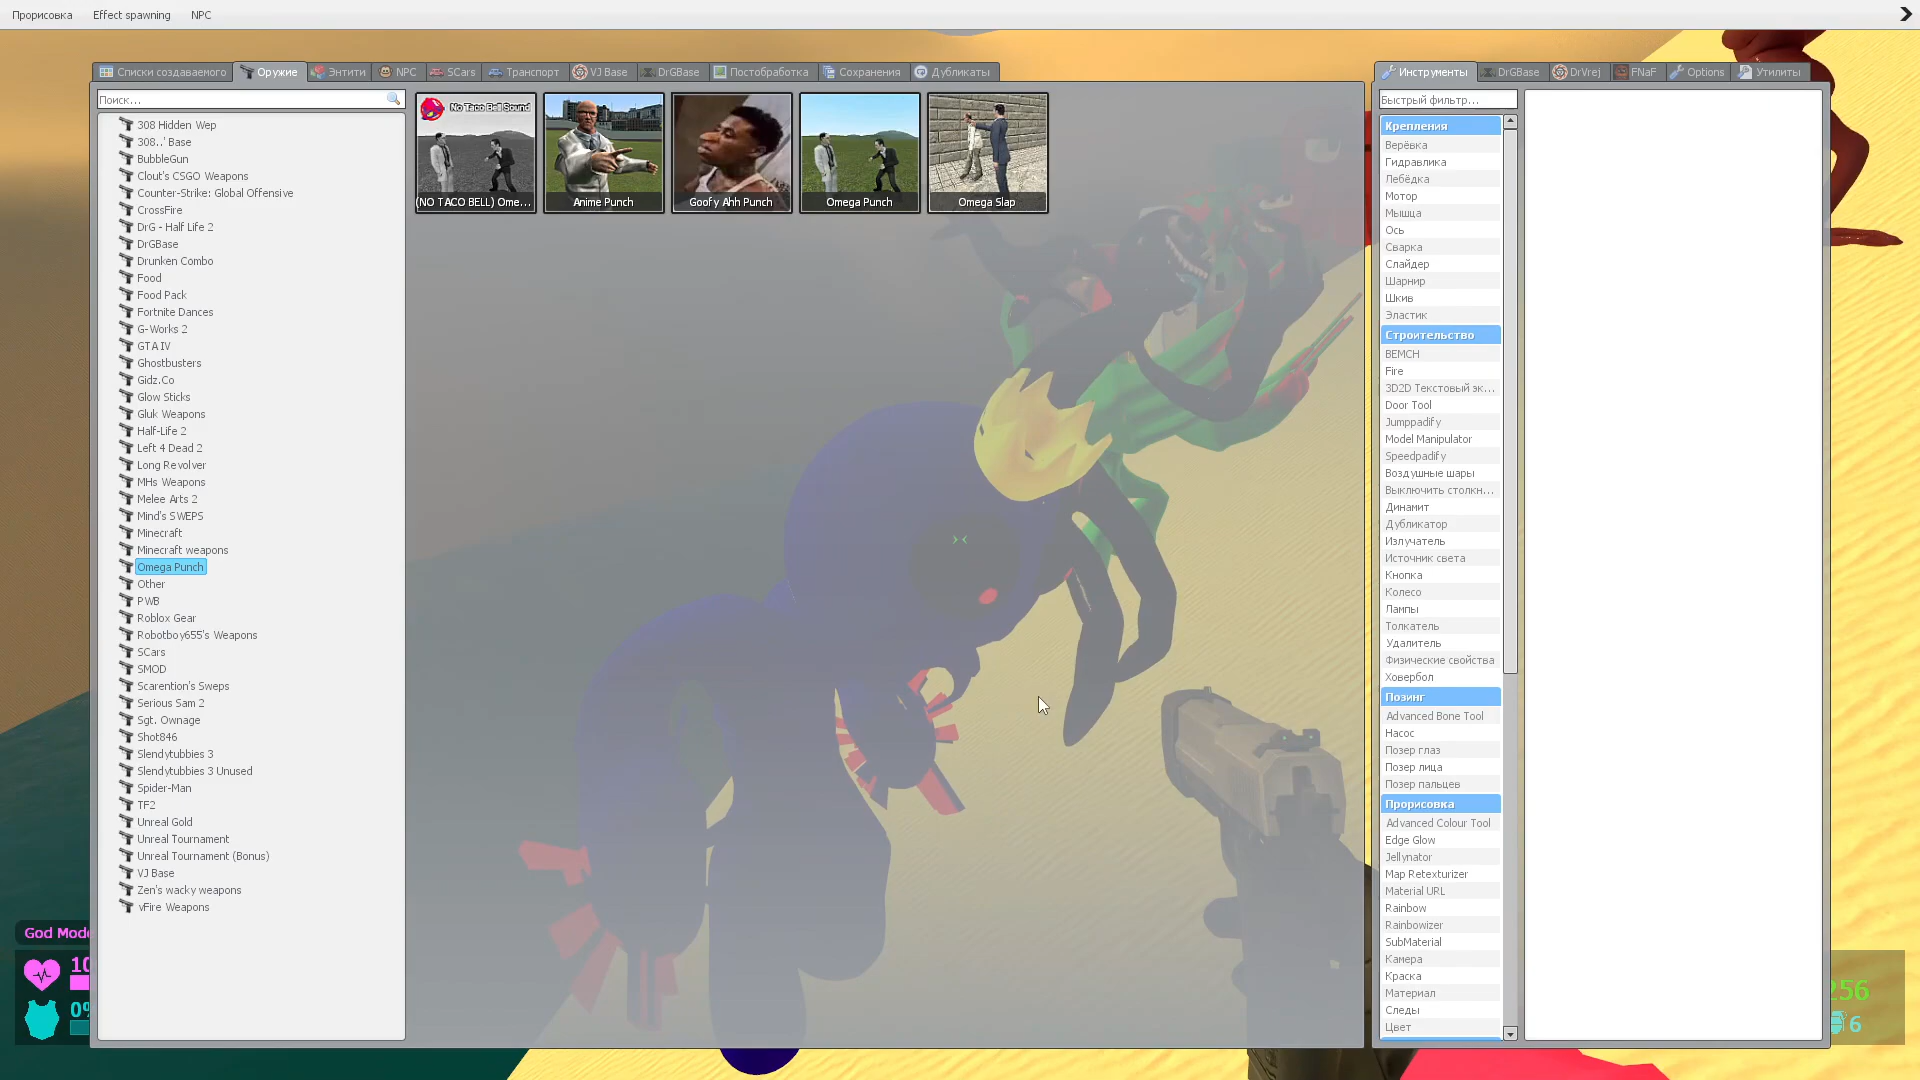 Прорисовка Effect spawning NPC
Списки создаваемого Оружие Энтити NPC SCars Транспорт VJ Base DrGBase Постобработка Сохранения Дубликаты
Поиск...
308 Hidden Wep
308..' Base
BubbleGun
Clout's CSGO Weapons
Counter-Strike: Global Offensive
CrossFire
DrG - Half Life 2
DrGBase
Drunken Combo
Food
Food Pack
Fortnite Dances
G-Works 2
GTA IV
Ghostbusters
Gidz.Co
Glow Sticks
Gluk Weapons
Half-Life 2
Left 4 Dead 2
Long Revolver
MHs Weapons
Melee Arts 2
Mind's SWEPS
Minecraft
Minecraft weapons
Omega Punch
Other
PWB
Roblox Gear
Robotboy655's Weapons
SCars
SMOD
Scarention's Sweps
Serious Sam 2
Sgt. Ownage
Shot846
Slendytubbies 3
Slendytubbies 3 Unused
Spider-Man
TF2
Unreal Gold
Unreal Tournament
Unreal Tournament (Bonus)
VJ Base
Zen's wacky weapons
vFire Weapons
No Taco Bell Sound
(NO TACO BELL) Ome...
Anime Punch
Goofy Ahh Punch
Omega Punch
Omega Slap
Инструменты DrGBase DrVrej FNaF Options Утилиты
Быстрый фильтр...
Крепления
Верёвка
Гидравлика
Лебёдка
Мотор
Мышца
Ось
Сварка
Слайдер
Шарнир
Шкив
Эластик
Строительство
BEMCH
Fire
3D2D Текстовый эк...
Door Tool
Jumppadify
Model Manipulator
Speedpadify
Воздушные шары
Выключить столкн...
Динамит
Дубликатор
Излучатель
Источник света
Кнопка
Колесо
Лампы
Толкатель
Удалитель
Физические свойства
Ховербол
Позинг
Advanced Bone Tool
Насос
Позер глаз
Позер лица
Позер пальцев
Прорисовка
Advanced Colour Tool
Edge Glow
Jellynator
Map Retexturizer
Material URL
Rainbow
Rainbowizer
SubMaterial
Камера
Краска
Материал
Следы
Цвет
God Mode
10
0%
256
6